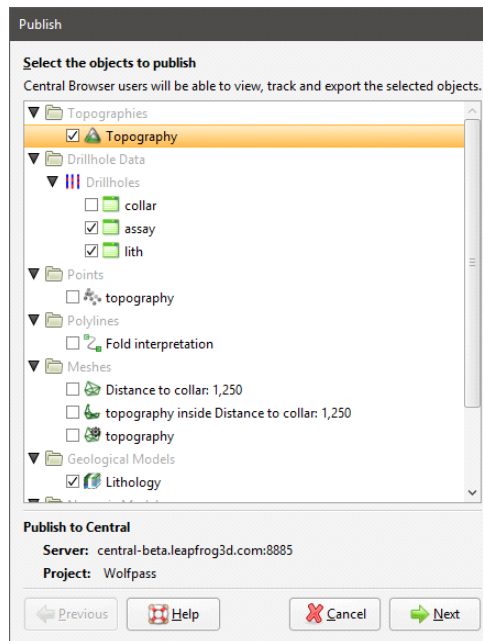 Publish
Select the objects to publish
Central Browser users will be able to view, track and export the selected objects.
Topographies
Topography
Drillhole Data
Drillholes
collar
assay
lith
Points
topography
Polylines
Fold interpretation
Meshes
Distance to collar: 1,250
topography inside Distance to collar: 1,250
topography
Geological Models
Lithology
Publish to Central
Server: central-beta.leapfrog3d.com:8885
Project: Wolfpass
Previous Help Cancel Next